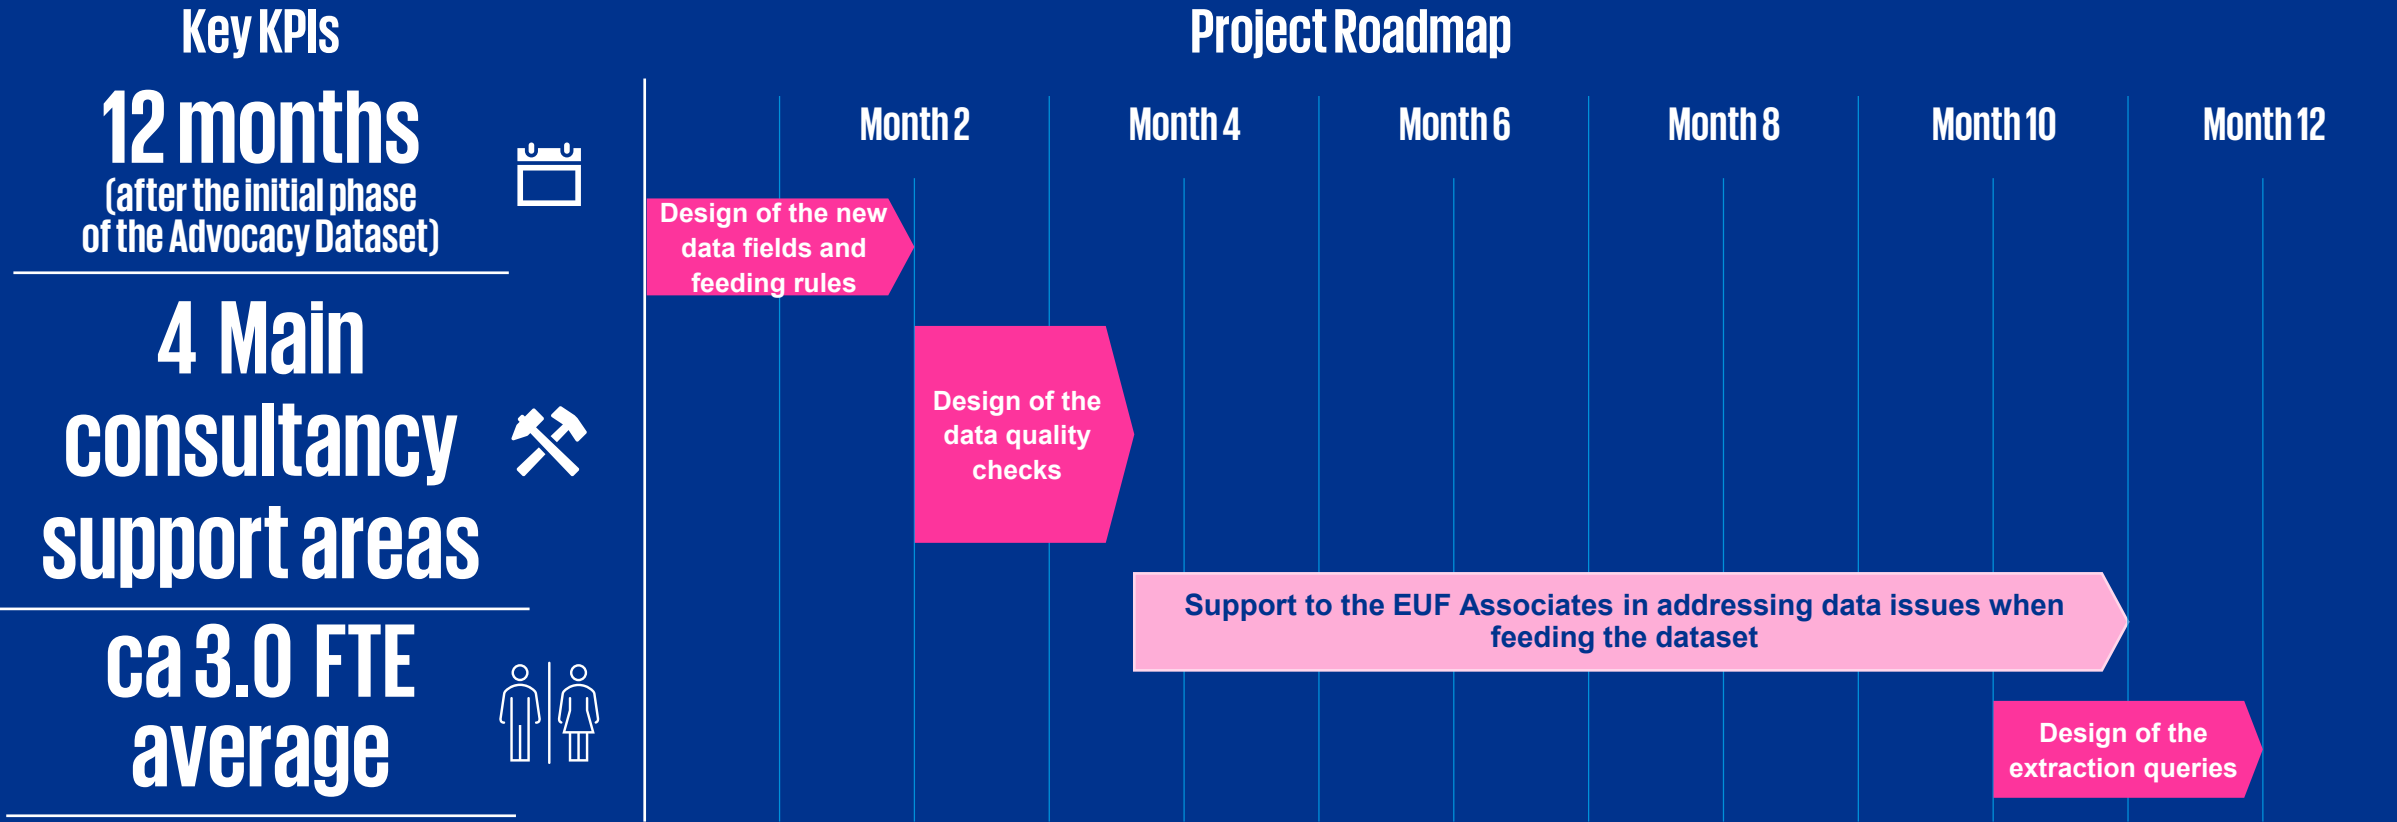 Key KPIs
12 months
(after the initial phase
of the Advocacy Dataset)
4 Main
consultancy
support areas
ca 3.0 FTE
average
Project Roadmap
Month 2
Month 4
Month 6
Month 8
Month 10
Month 12
Design of the new
data fields and
feeding rules
Design of the
data quality
checks
Support to the EUF Associates in addressing data issues when
feeding the dataset
Design of the
extraction queries